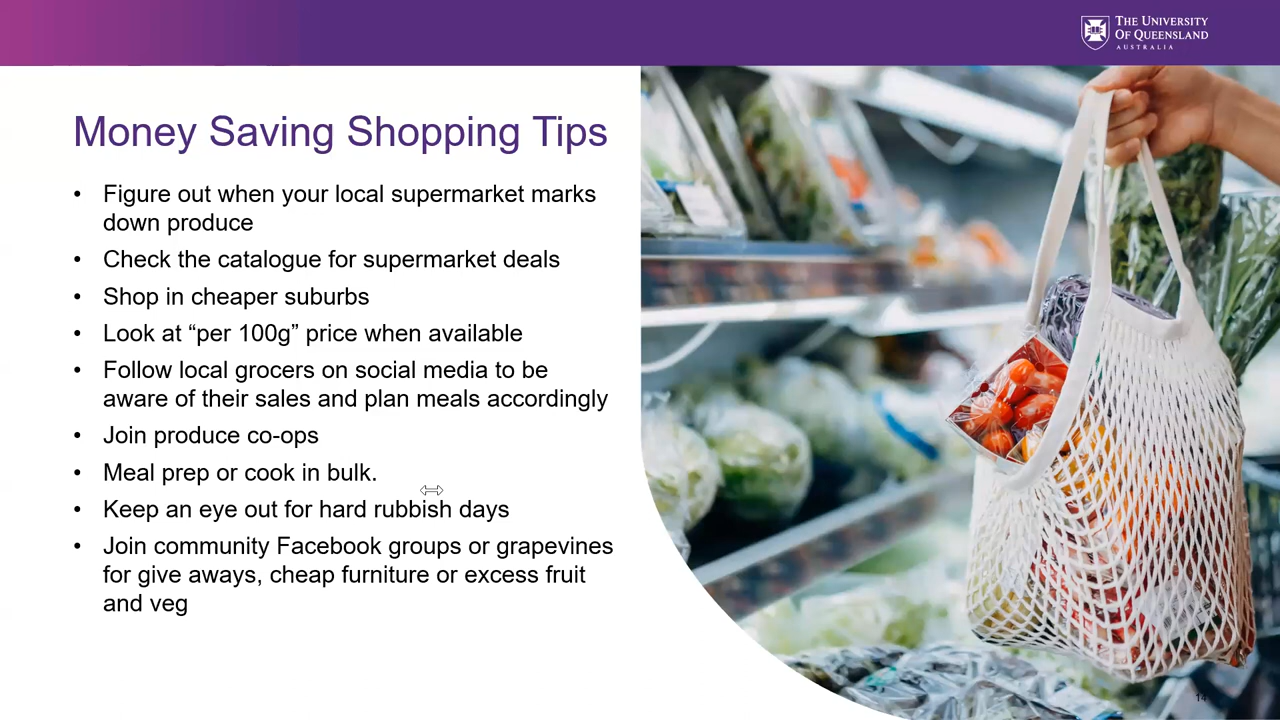 THE UNIVERSITY
OF QUEENSLAND
AUSTRALIA
Money Saving Shopping Tips
• Figure out when your local supermarket marks
down produce
• Check the catalogue for supermarket deals
• Shop in cheaper suburbs
• Look at “per 100g” price when available
• Follow local grocers on social media to be
aware of their sales and plan meals accordingly
• Join produce co-ops
• Meal prep or cook in bulk.
• Keep an eye out for hard rubbish days
• Join community Facebook groups or grapevines
for give aways, cheap furniture or excess fruit
and veg